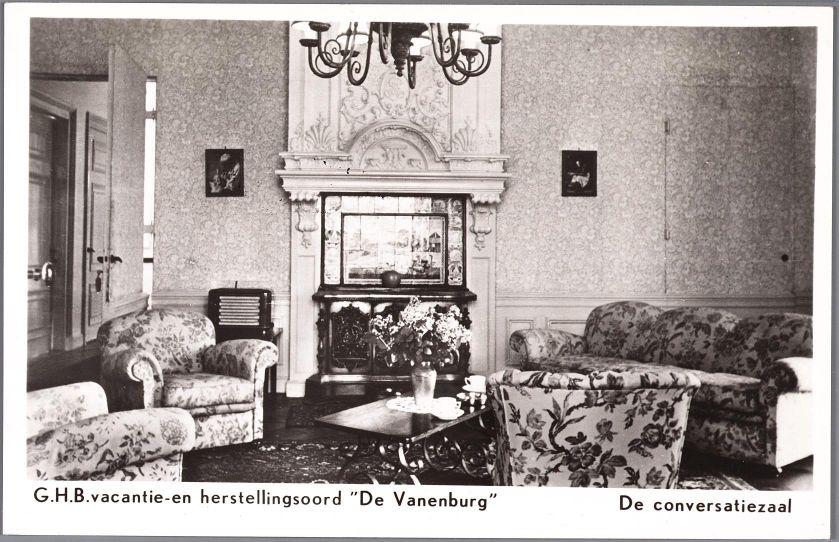 G.H.B. vacantie-en herstellingsoord "De Vanenburg"
De conversatiezaal